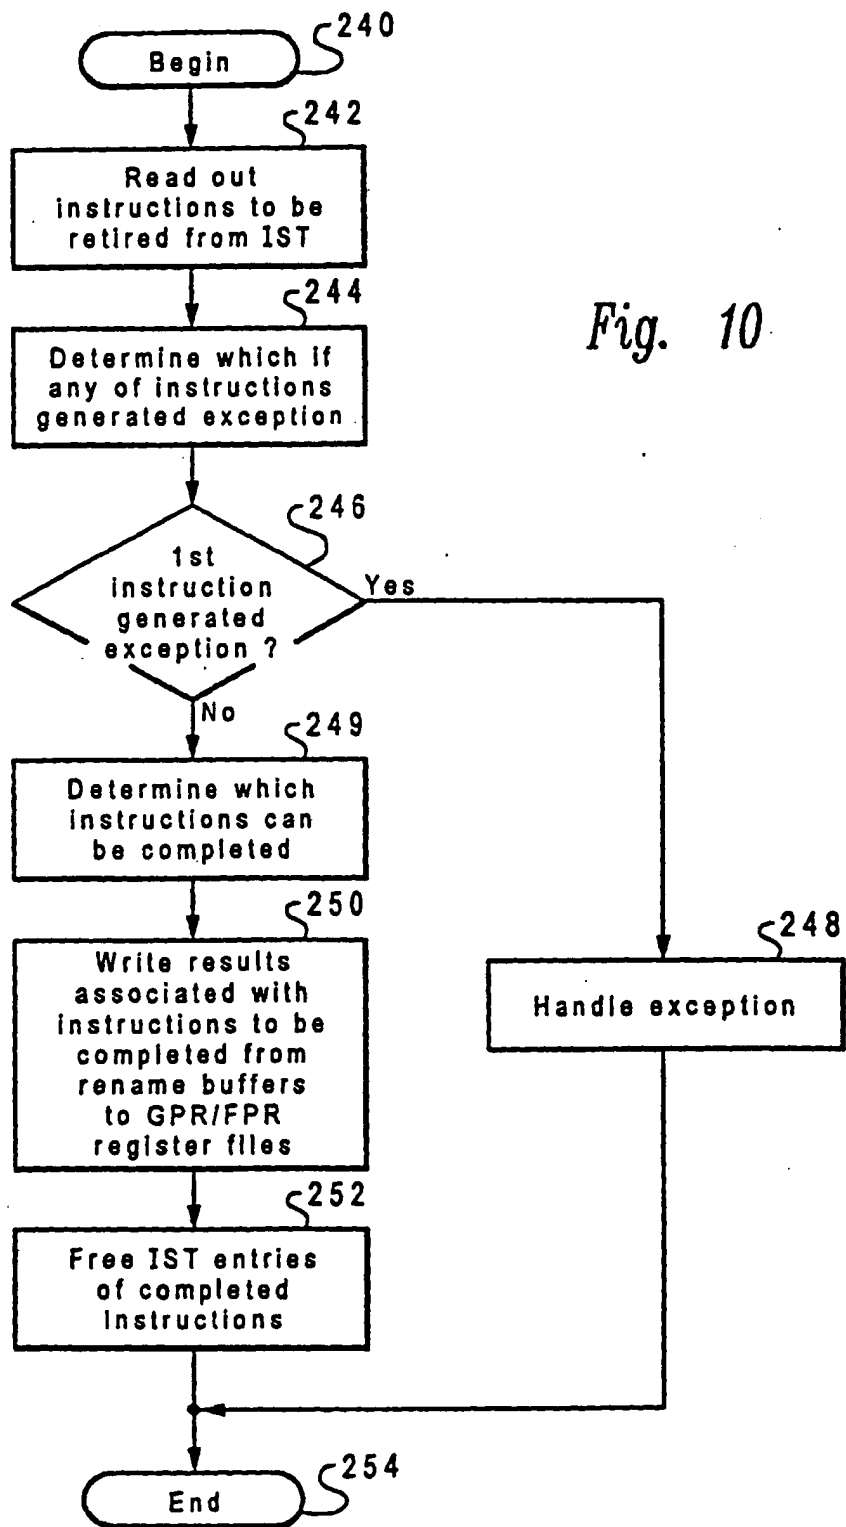 240
Begin
242
Read out
instructions to be
retired from IST
244
Determine which if
any of instructions
generated exception
Fig. 10
246
1st
instruction
generated
exception ?
Yes
No
249
Determine which
instructions can
be completed
250
Write results
associated with
instructions to be
completed from
rename buffers
to GPR/FPR
register files
248
Handle exception
252
Free IST entries
of completed
instructions
254
End